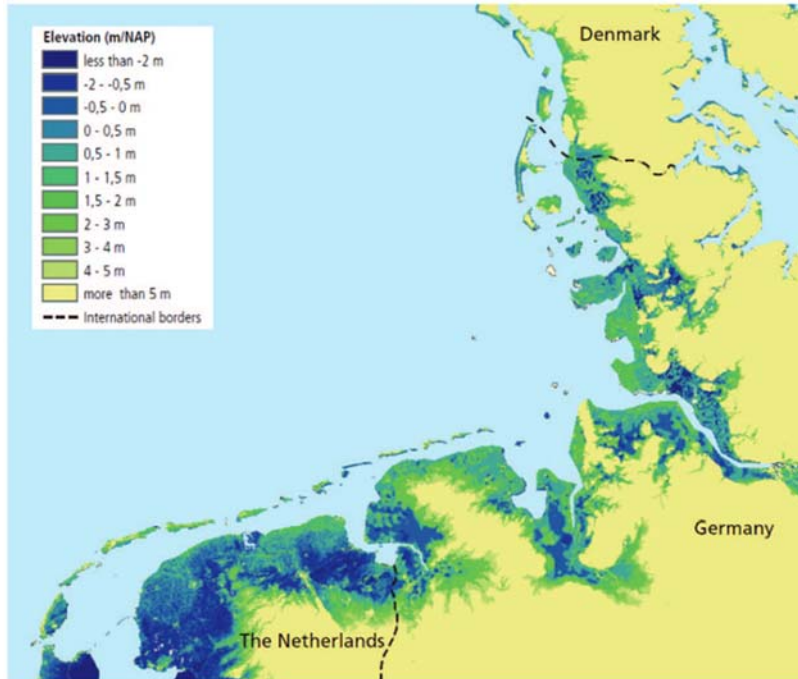 Elevation (m/NAP)
less than -2 m
-2 - -0,5 m
-0,5 - 0 m
0 - 0,5 m
0,5 - 1 m
1 - 1,5 m
1,5 - 2 m
2 - 3 m
3 - 4 m
4 - 5 m
more than 5 m
International borders
Denmark
Germany
The Netherlands